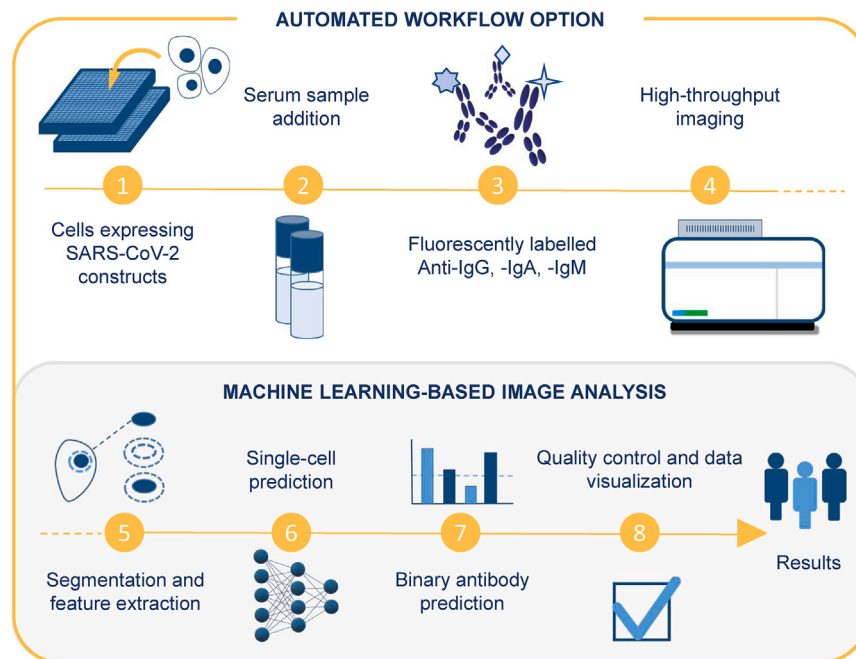 AUTOMATED WORKFLOW OPTION
Serum sample
addition
High-throughput
imaging
1
2
3
4
Cells expressing
SARS-CoV-2
constructs
Fluorescently labelled
Anti-IgG, -IgA, -IgM
MACHINE LEARNING-BASED IMAGE ANALYSIS
Single-cell
prediction
Quality control and data
visualization
5
6
7
8
Segmentation and
feature extraction
Binary antibody
prediction
Results